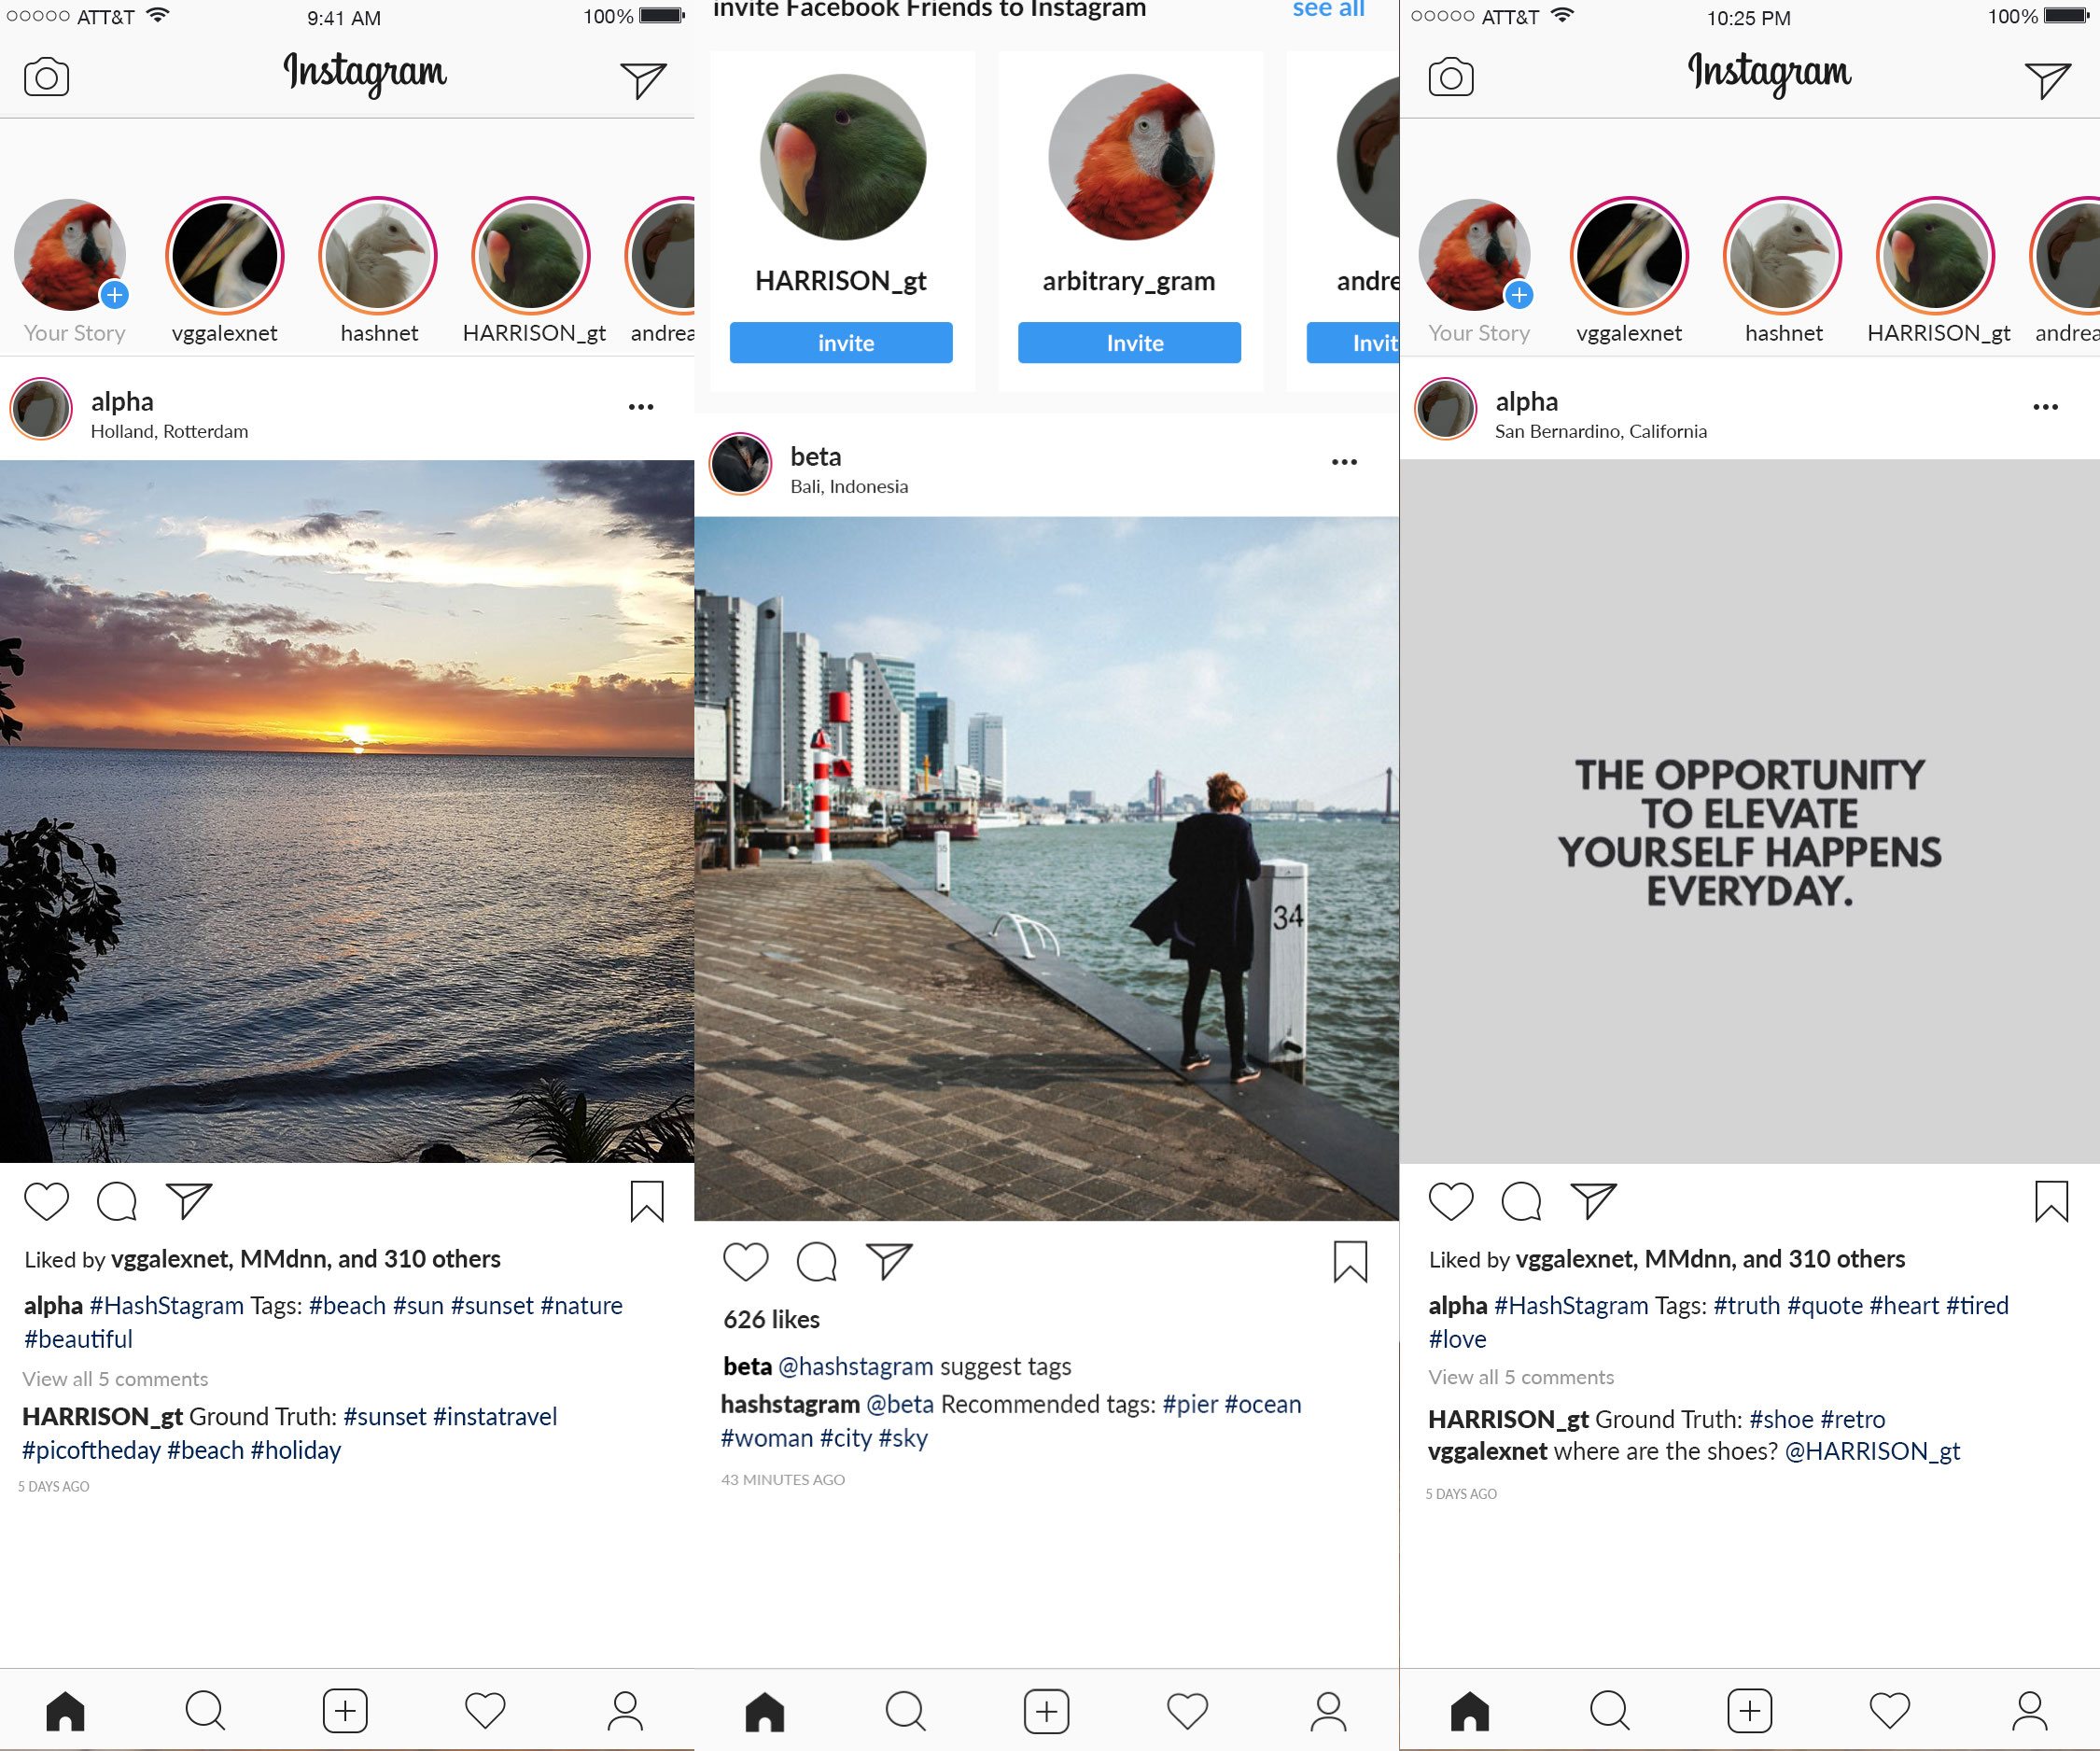 ATT&T 9:41 AM 100%
Instagram
Your Story vggalexnet hashnet HARRISON_gt andrea
alpha
Holland, Rotterdam
Liked by vggalexnet, MMdnn, and 310 others
alpha #HashStagram Tags: #beach #sun #sunset #nature
#beautiful
View all 5 comments
HARRISON_gt Ground Truth: #sunset #instatravel
#picoftheday #beach #holiday
5 DAYS AGO
invite Facebook Friends to Instagram see all
HARRISON_gt arbitrary_gram andre
invite Invite Invit
beta
Bali, Indonesia
35
34
626 likes
beta @hashstagram suggest tags
hashstagram @beta Recommended tags: #pier #ocean
#woman #city #sky
43 MINUTES AGO
ATT&T 10:25 PM 100%
Instagram
Your Story vggalexnet hashnet HARRISON_gt andrea
alpha
San Bernardino, California
THE OPPORTUNITY
TO ELEVATE
YOURSELF HAPPENS
EVERYDAY.
Liked by vggalexnet, MMdnn, and 310 others
alpha #HashStagram Tags: #truth #quote #heart #tired
#love
View all 5 comments
HARRISON_gt Ground Truth: #shoe #retro
vggalexnet where are the shoes? @HARRISON_gt
5 DAYS AGO